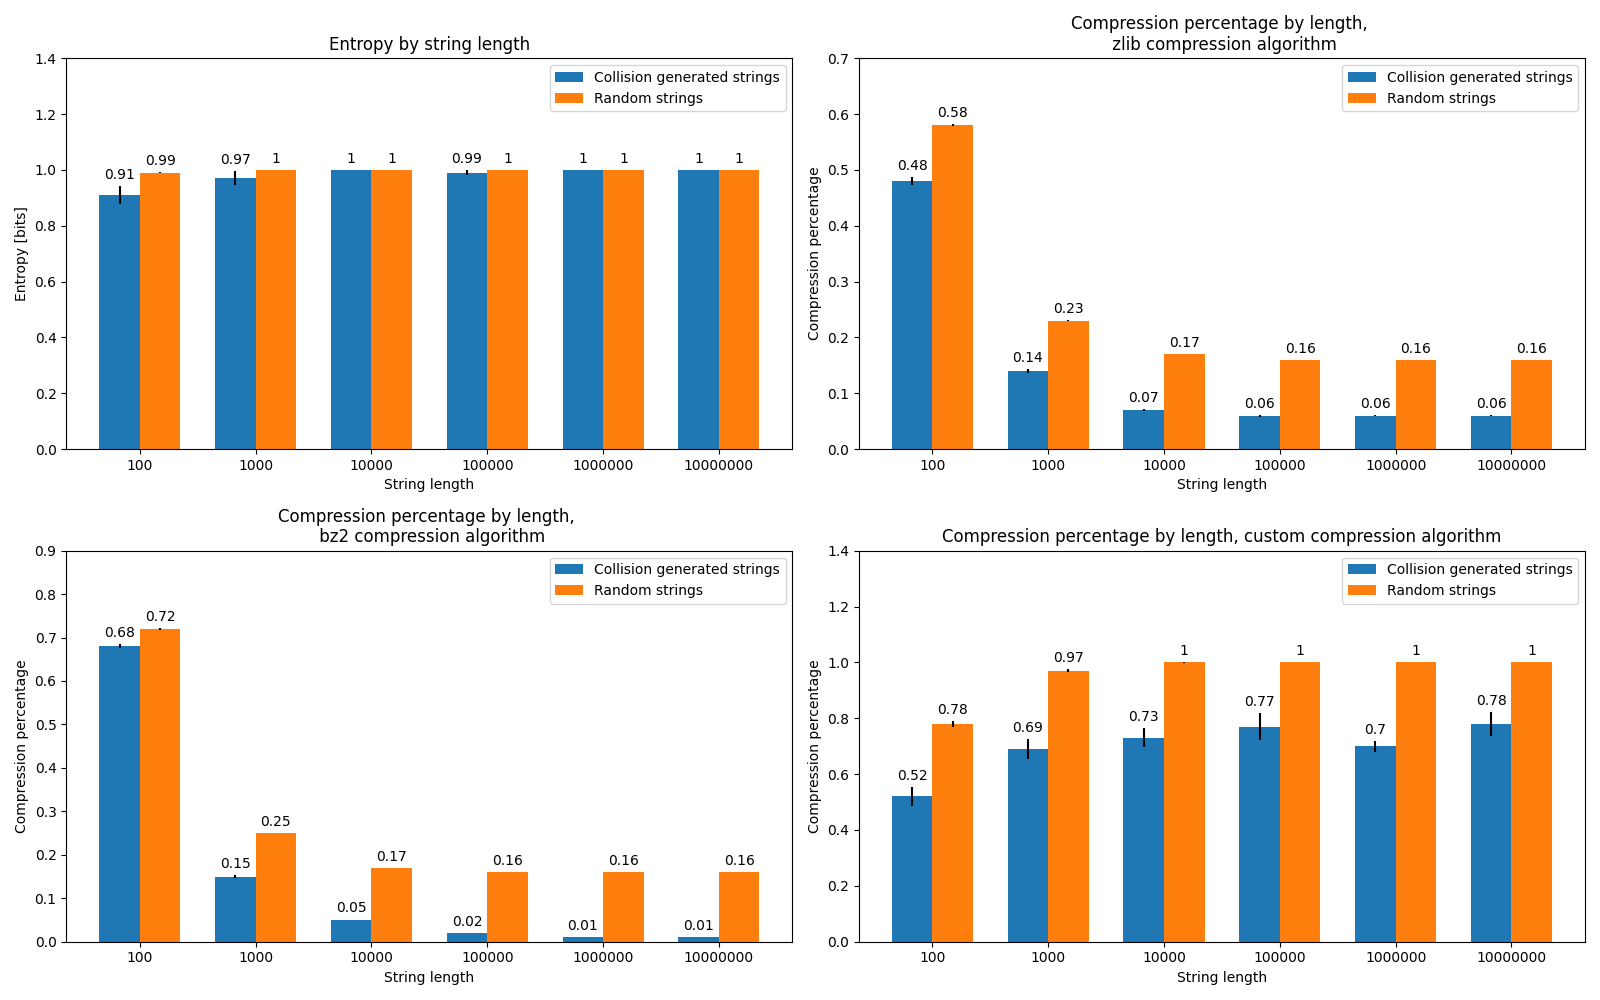 Entropy by string length
1.4
1.2
1.0
0.8
0.6
0.4
0.2
0.0
Entropy [bits]
Collision generated strings
Random strings
0.91 0.99 0.97 1 1 1 0.99 1 1 1 1 1
100 1000 10000 100000 1000000 10000000
String length
Compression percentage by length,
zlib compression algorithm
0.7
0.6
0.5
0.4
0.3
0.2
0.1
0.0
Compression percentage
Collision generated strings
Random strings
0.48 0.58 0.14 0.23 0.07 0.17 0.06 0.16 0.06 0.16 0.06 0.16
100 1000 10000 100000 1000000 10000000
String length
Compression percentage by length,
bz2 compression algorithm
0.9
0.8
0.7
0.6
0.5
0.4
0.3
0.2
0.1
0.0
Compression percentage
Collision generated strings
Random strings
0.68 0.72 0.15 0.25 0.05 0.17 0.02 0.16 0.01 0.16 0.01 0.16
100 1000 10000 100000 1000000 10000000
String length
Compression percentage by length, custom compression algorithm
1.4
1.2
1.0
0.8
0.6
0.4
0.2
0.0
Compression percentage
Collision generated strings
Random strings
0.52 0.78 0.69 0.97 0.73 1 0.77 1 0.7 1 0.78 1
100 1000 10000 100000 1000000 10000000
String length